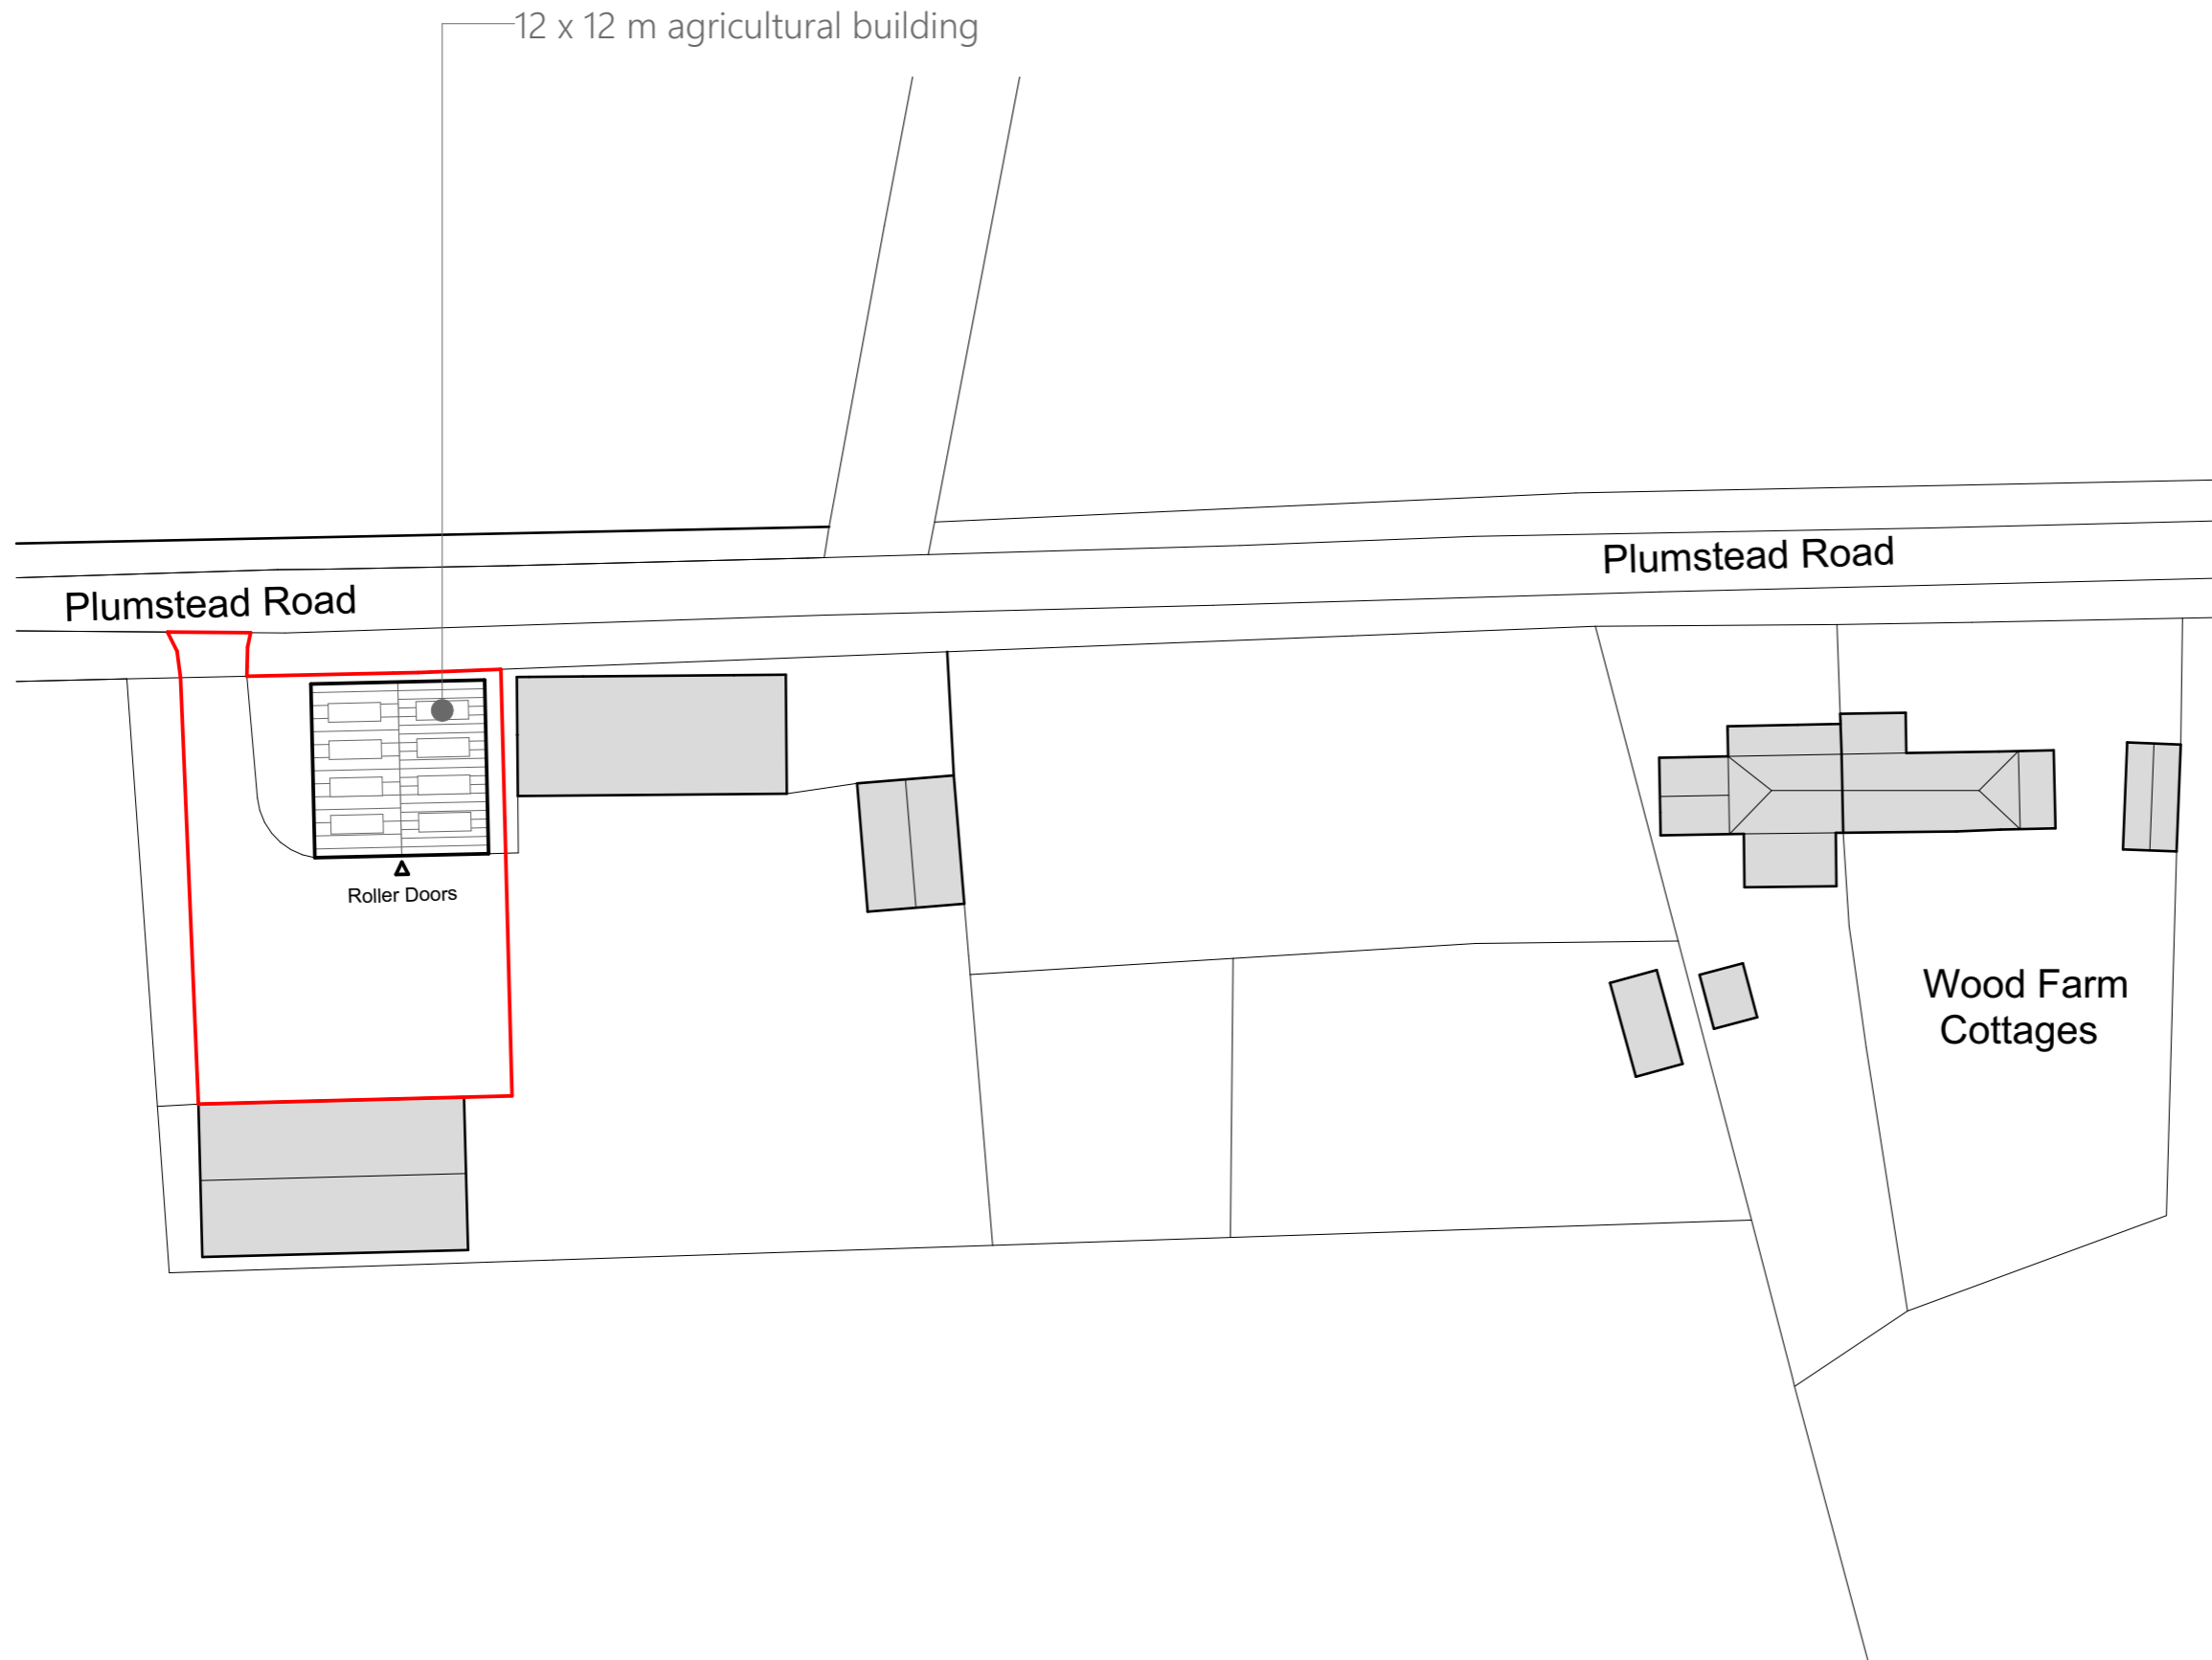 12 x 12 m agricultural building
Plumstead Road
Plumstead Road
Roller Doors
Wood Farm
Cottages